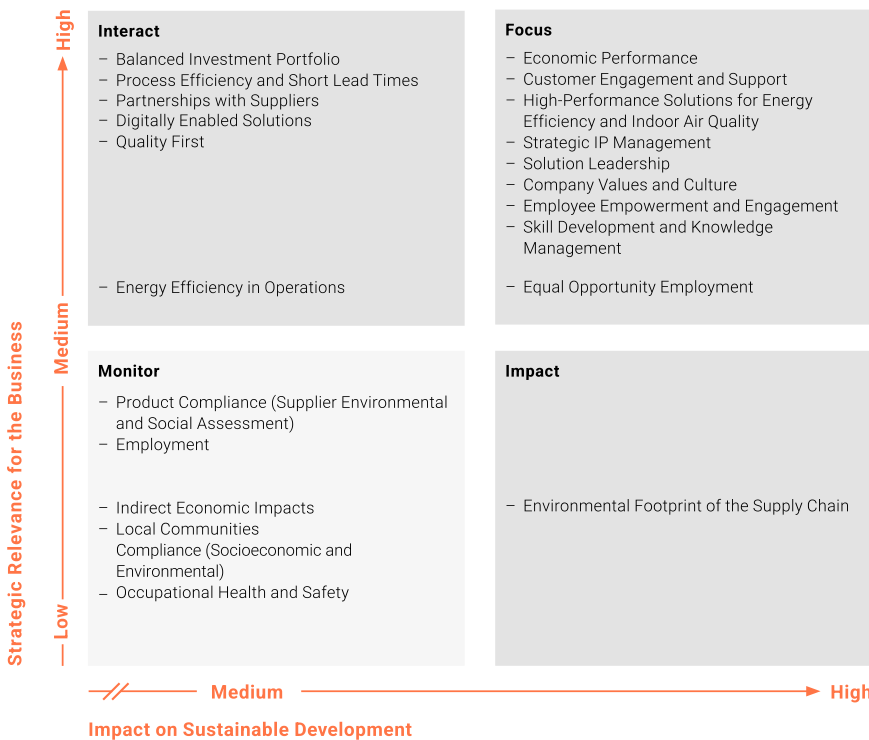 High
Medium
Low
Strategic Relevance for the Business
Interact
– Balanced Investment Portfolio
– Process Efficiency and Short Lead Times
– Partnerships with Suppliers
– Digitally Enabled Solutions
– Quality First
– Energy Efficiency in Operations
Focus
– Economic Performance
– Customer Engagement and Support
– High-Performance Solutions for Energy
Efficiency and Indoor Air Quality
– Strategic IP Management
– Solution Leadership
– Company Values and Culture
– Employee Empowerment and Engagement
– Skill Development and Knowledge
Management
– Equal Opportunity Employment
Monitor
– Product Compliance (Supplier Environmental
and Social Assessment)
– Employment
– Indirect Economic Impacts
– Local Communities
Compliance (Socioeconomic and
Environmental)
– Occupational Health and Safety
Impact
– Environmental Footprint of the Supply Chain
Medium
High
Impact on Sustainable Development